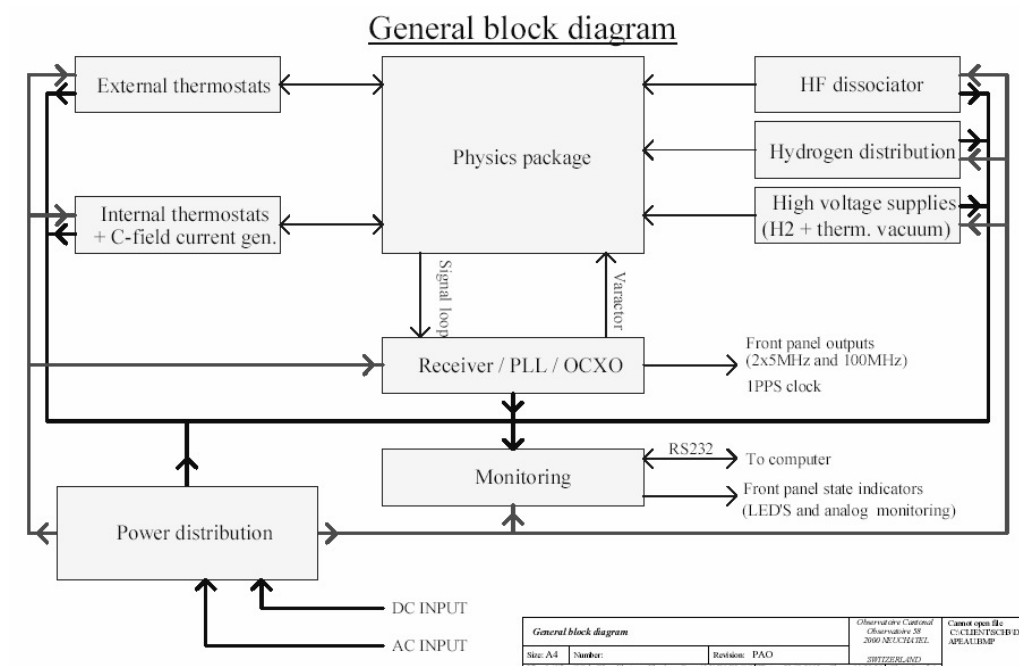 General block diagram
External thermostats
Physics package
HF dissociator
Hydrogen distribution
Internal thermostats
+ C-field current gen.
High voltage supplies
(H2 + therm. vacuum)
Signal loop
Varactor
Receiver / PLL / OCXO
Front panel outputs
(2x5MHz and 100MHz)
1PPS clock
Monitoring
RS232
To computer
Front panel state indicators
(LED'S and analog monitoring)
Power distribution
DC INPUT
AC INPUT
General block diagram
Observatoire Cantonal
Observatoire 58
2000 NEUCHATEL
SWITZERLAND
Cannot open file
Size: A4 Number: Revision: PAO